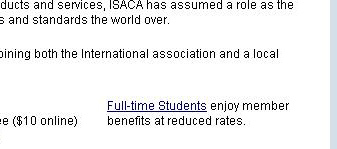 ducts and services, ISACA has assumed a role as the
s and standards the world over.
oining both the International association and a local
Full-time Students enjoy member
ee ($10 online) benefits at reduced rates.